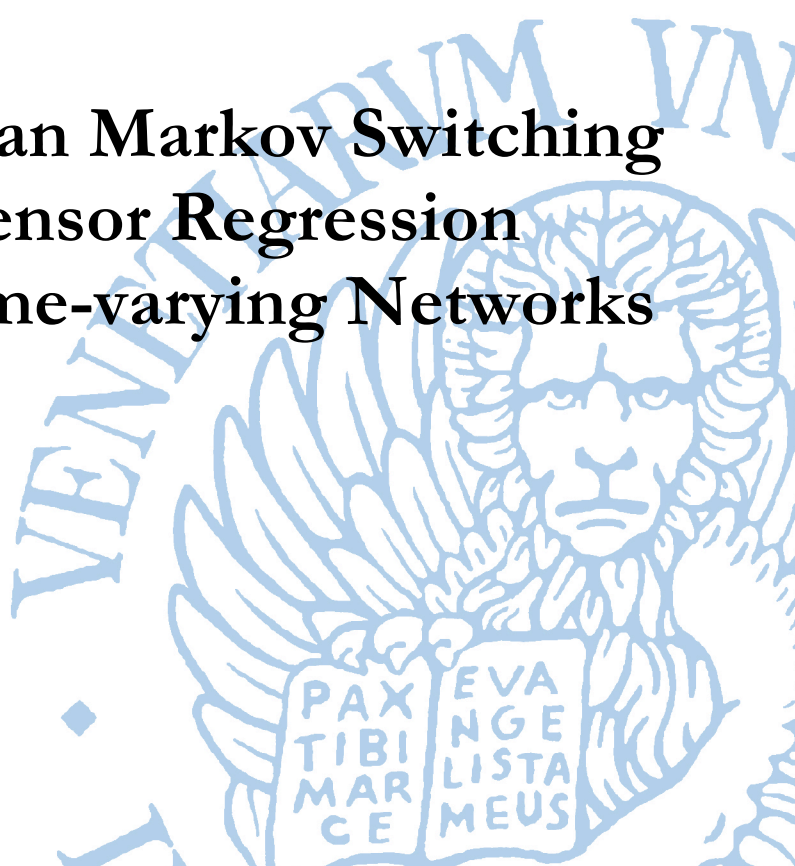 an Markov Switching
ensor Regression
me-varying Networks
VENETIARVM VN
PAX
TIBI
MAR
CE
EVA
NGE
LISTA
MEUS